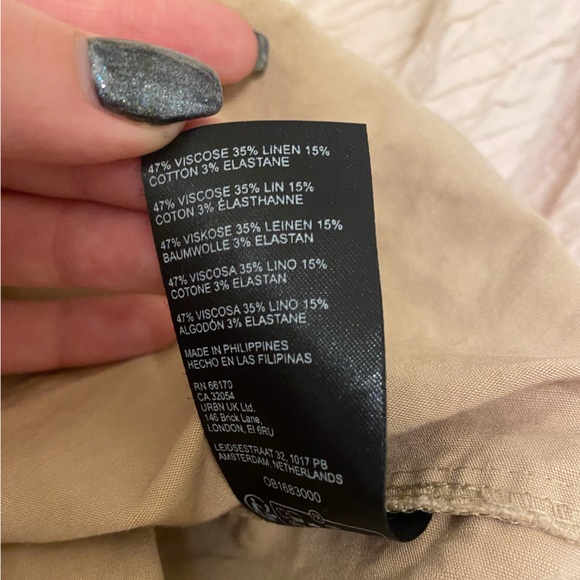 47% VISCOSE 35% LINEN 15%
COTTON 3% ELASTANE
47% VISCOSE 35% LIN 15%
COTON 3% ÉLASTHANNE
47% VISKOSE 35% LEINEN 15%
BAUMWOLLE 3% ELASTAN
47% VISCOSA 35% LINO 15%
COTONE 3% ELASTAN
47% VISCOSA 35% LINO 15%
ALGODÓN 3% ELASTANE
MADE IN PHILIPPINES
HECHO EN LAS FILIPINAS
RN 66170
CA 32054
URBN UK Ltd.
146 Brick Lane,
LONDON, E1 6RU
LEIDSESTRAAT 32, 1017 PB
AMSTERDAM, NETHERLANDS
OB1683000